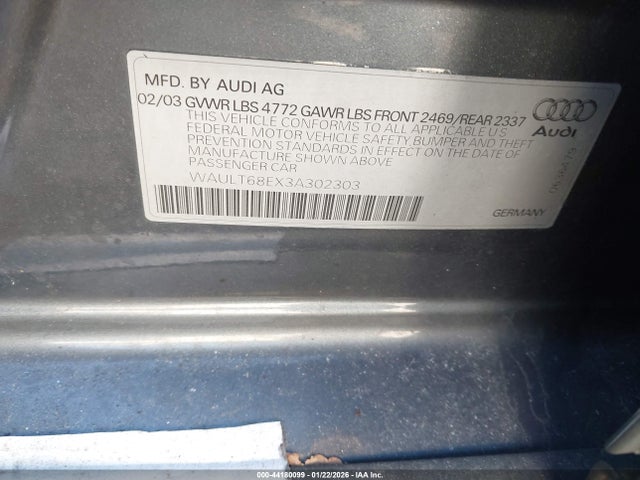 MFD. BY AUDI AG
02/03 GVWR LBS 4772 GAWR LBS FRONT 2469/REAR 2337
THIS VEHICLE CONFORMS TO ALL APPLICABLE U.S
FEDERAL MOTOR VEHICLE SAFETY BUMPER AND THEFT
PREVENTION STANDARDS IN EFFECT ON THE DATE OF
MANUFACTURE SHOWN ABOVE
PASSENGER CAR
WAULT68EX3A302303
Audi
GERMANY
000-44180099 - 01/22/2026 - IAA Inc.